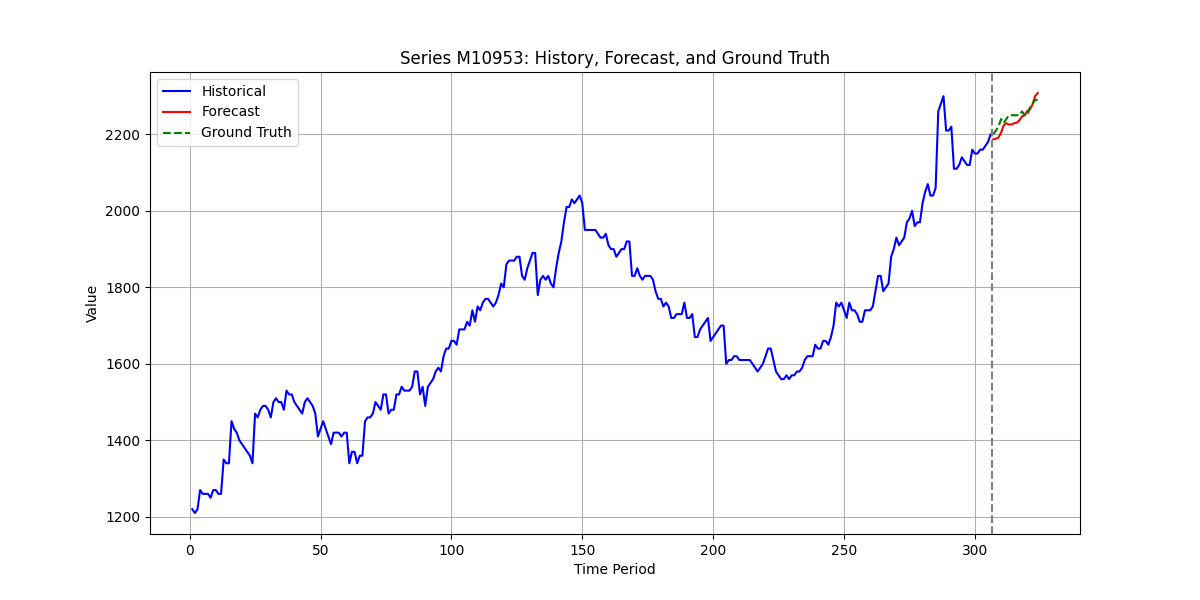 Series M10953: History, Forecast, and Ground Truth
Historical
Forecast
Ground Truth
Value
2200
2000
1800
1600
1400
1200
0 50 100 150 200 250 300
Time Period